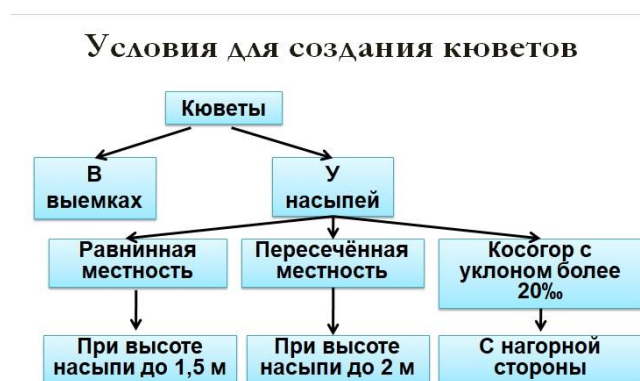 Условия для создания кюветов
Кюветы
В
выемках
У
насыпей
Равнинная
местность
Пересечённая
местность
Косогор с
уклоном более
20‰
При высоте
насыпи до 1,5 м
При высоте
насыпи до 2 м
С нагорной
стороны